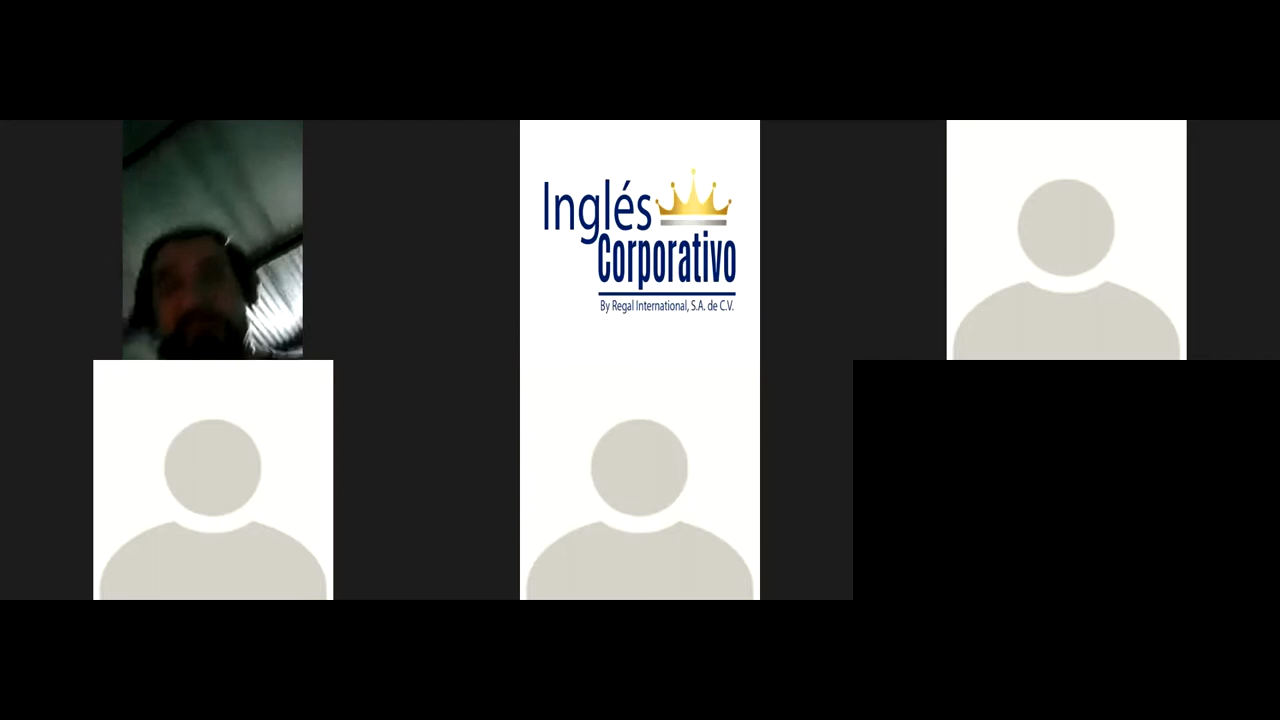 Inglés
Corporativo
By Regal International, S.A. de C.V.